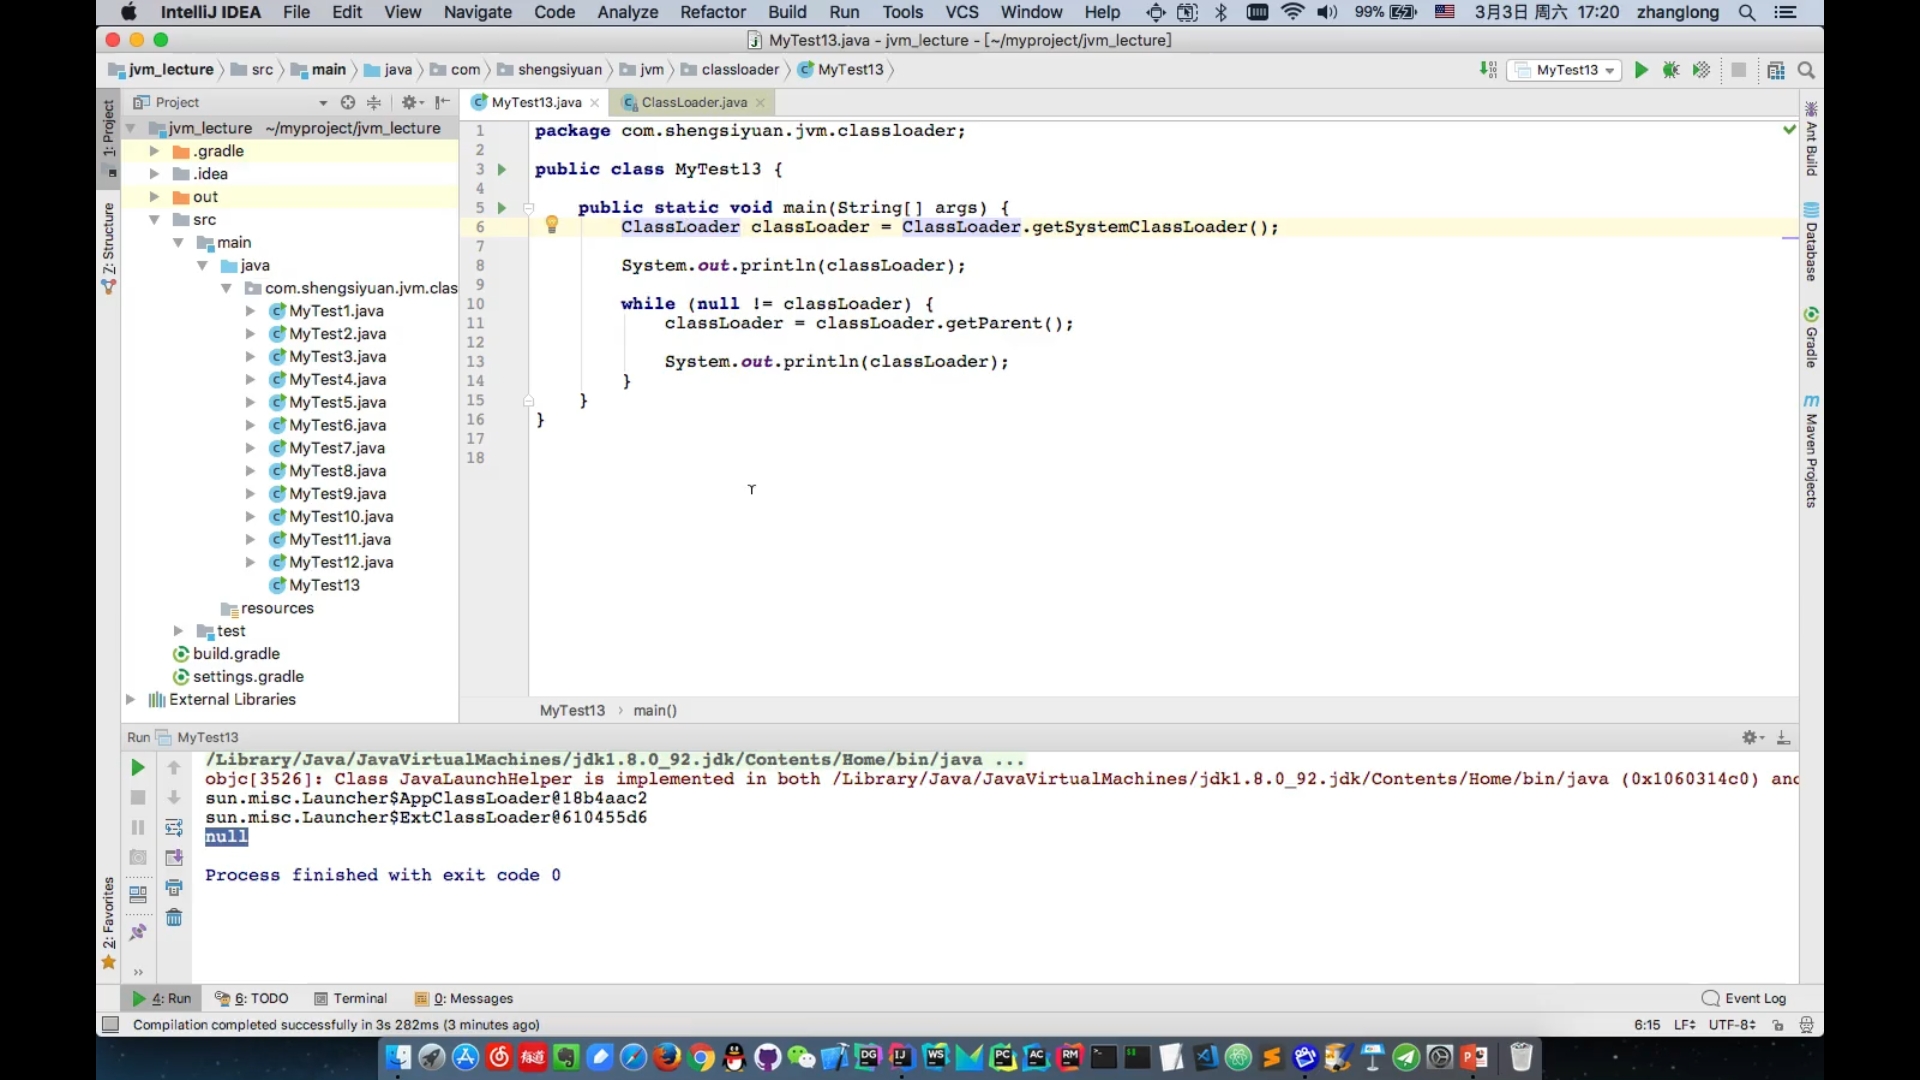 IntelliJ IDEA File Edit View Navigate Code Analyze Refactor Build Run Tools VCS Window Help 99% 3月3日 周六 17:20 zhanglong
MyTest13.java - jvm_lecture - [~/myproject/jvm_lecture]
jvm_lecture src main java com shengsiyuan jvm classloader MyTest13 MyTest13
Project
MyTest13.java ClassLoader.java
1: Project
Z: Structure
2: Favorites
jvm_lecture ~/myproject/jvm_lecture
.gradle
.idea
out
src
main
java
com.shengsiyuan.jvm.clas
MyTest1.java
MyTest2.java
MyTest3.java
MyTest4.java
MyTest5.java
MyTest6.java
MyTest7.java
MyTest8.java
MyTest9.java
MyTest10.java
MyTest11.java
MyTest12.java
MyTest13
resources
test
build.gradle
settings.gradle
External Libraries
1 package com.shengsiyuan.jvm.classloader;
2
3 public class MyTest13 {
4
5 public static void main(String[] args) {
6 ClassLoader classLoader = ClassLoader.getSystemClassLoader();
7
8 System.out.println(classLoader);
9
10 while (null != classLoader) {
11 classLoader = classLoader.getParent();
12
13 System.out.println(classLoader);
14 }
15 }
16 }
17
18
MyTest13 › main()
Ant Build
Database
Gradle
Maven Projects
Run MyTest13
/Library/Java/JavaVirtualMachines/jdk1.8.0_92.jdk/Contents/Home/bin/java ...
objc[3526]: Class JavaLaunchHelper is implemented in both /Library/Java/JavaVirtualMachines/jdk1.8.0_92.jdk/Contents/Home/bin/java (0x1060314c0) and
sun.misc.Launcher$AppClassLoader@18b4aac2
sun.misc.Launcher$ExtClassLoader@610455d6
null
Process finished with exit code 0
4: Run 6: TODO Terminal 0: Messages Event Log
Compilation completed successfully in 3s 282ms (3 minutes ago) 6:15 LF UTF-8
有道 DG IJ WS PC AC RM